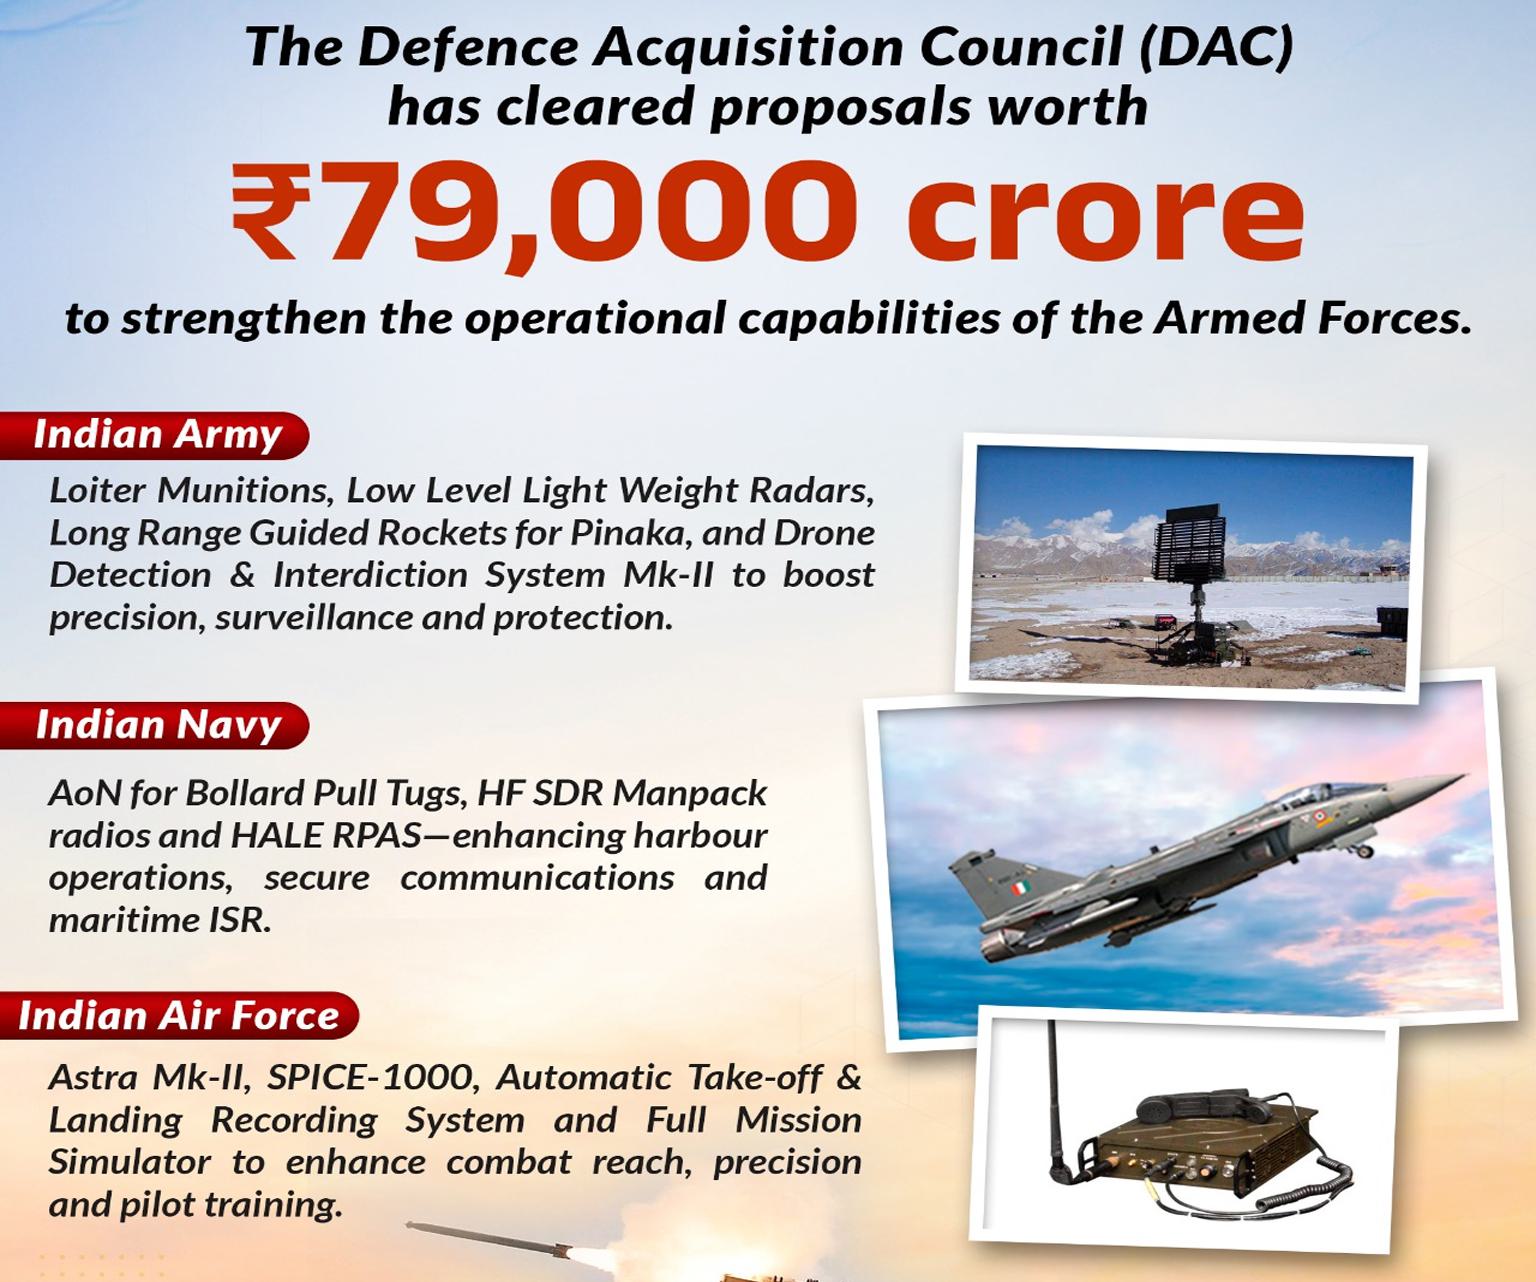 The Defence Acquisition Council (DAC)
has cleared proposals worth
₹79,000 crore
to strengthen the operational capabilities of the Armed Forces.
Indian Army
Loiter Munitions, Low Level Light Weight Radars,
Long Range Guided Rockets for Pinaka, and Drone
Detection & Interdiction System Mk-II to boost
precision, surveillance and protection.
Indian Navy
AoN for Bollard Pull Tugs, HF SDR Manpack
radios and HALE RPAS—enhancing harbour
operations, secure communications and
maritime ISR.
Indian Air Force
Astra Mk-II, SPICE-1000, Automatic Take-off &
Landing Recording System and Full Mission
Simulator to enhance combat reach, precision
and pilot training.